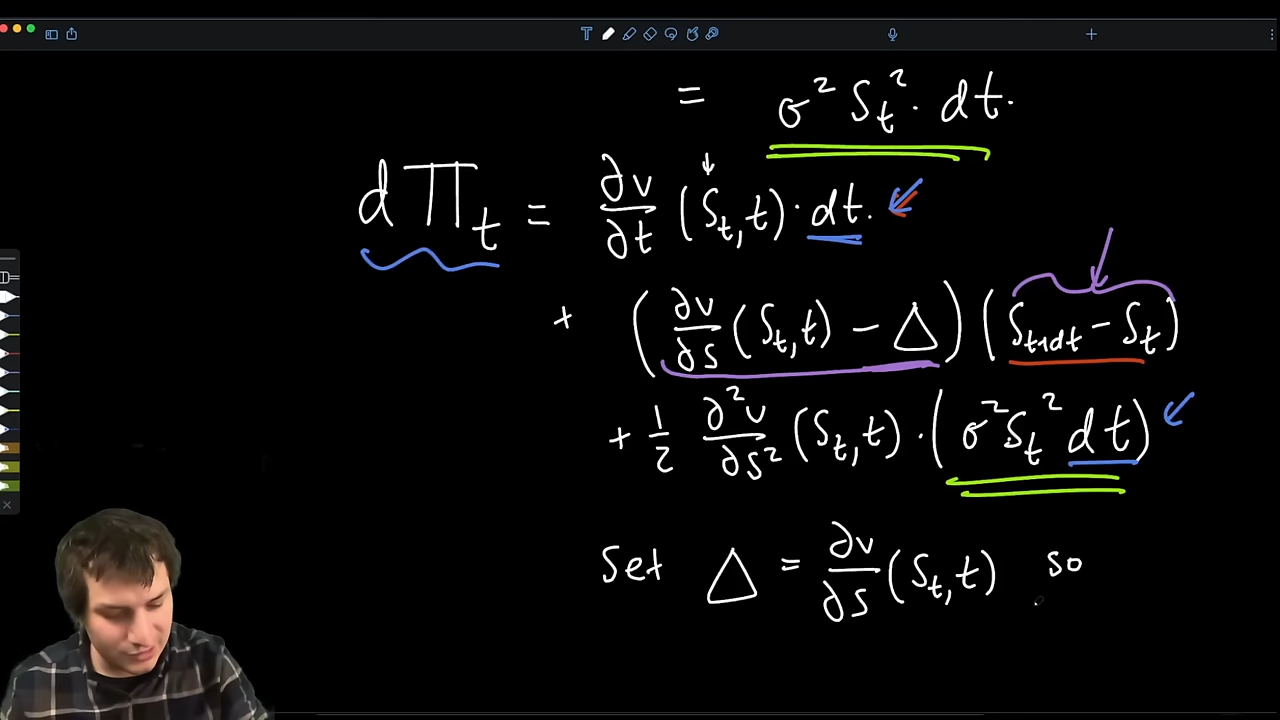 = σ² S_t² · dt.
dΠ_t = ∂v/∂t (S_t, t) · dt.
+ (∂v/∂s (S_t, t) − Δ) (S_{t+dt} − S_t)
+ 1/2 ∂²v/∂s² (S_t, t) · (σ² S_t² dt)
Set Δ = ∂v/∂s (S_t, t) so